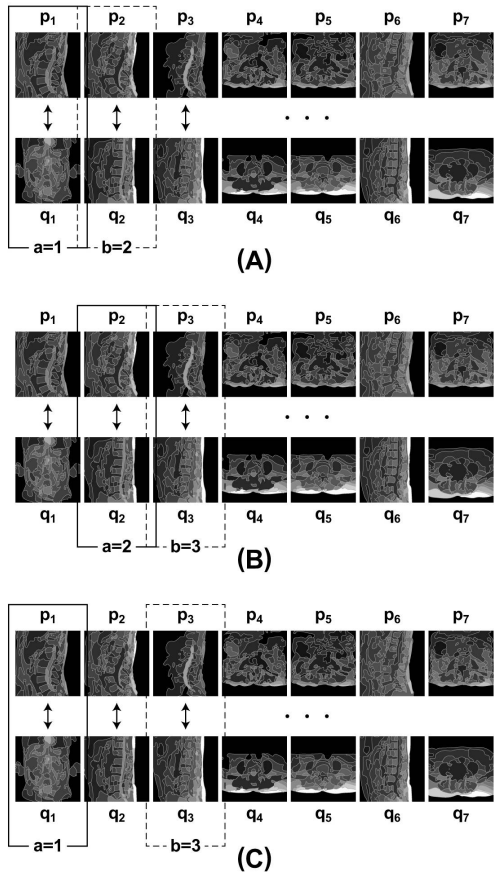 p1 p2 p3 p4 p5 p6 p7
. . .
q1 q2 q3 q4 q5 q6 q7
a=1 b=2
(A)
p1 p2 p3 p4 p5 p6 p7
. . .
q1 q2 q3 q4 q5 q6 q7
a=2 b=3
(B)
p1 p2 p3 p4 p5 p6 p7
. . .
q1 q2 q3 q4 q5 q6 q7
a=1 b=3
(C)